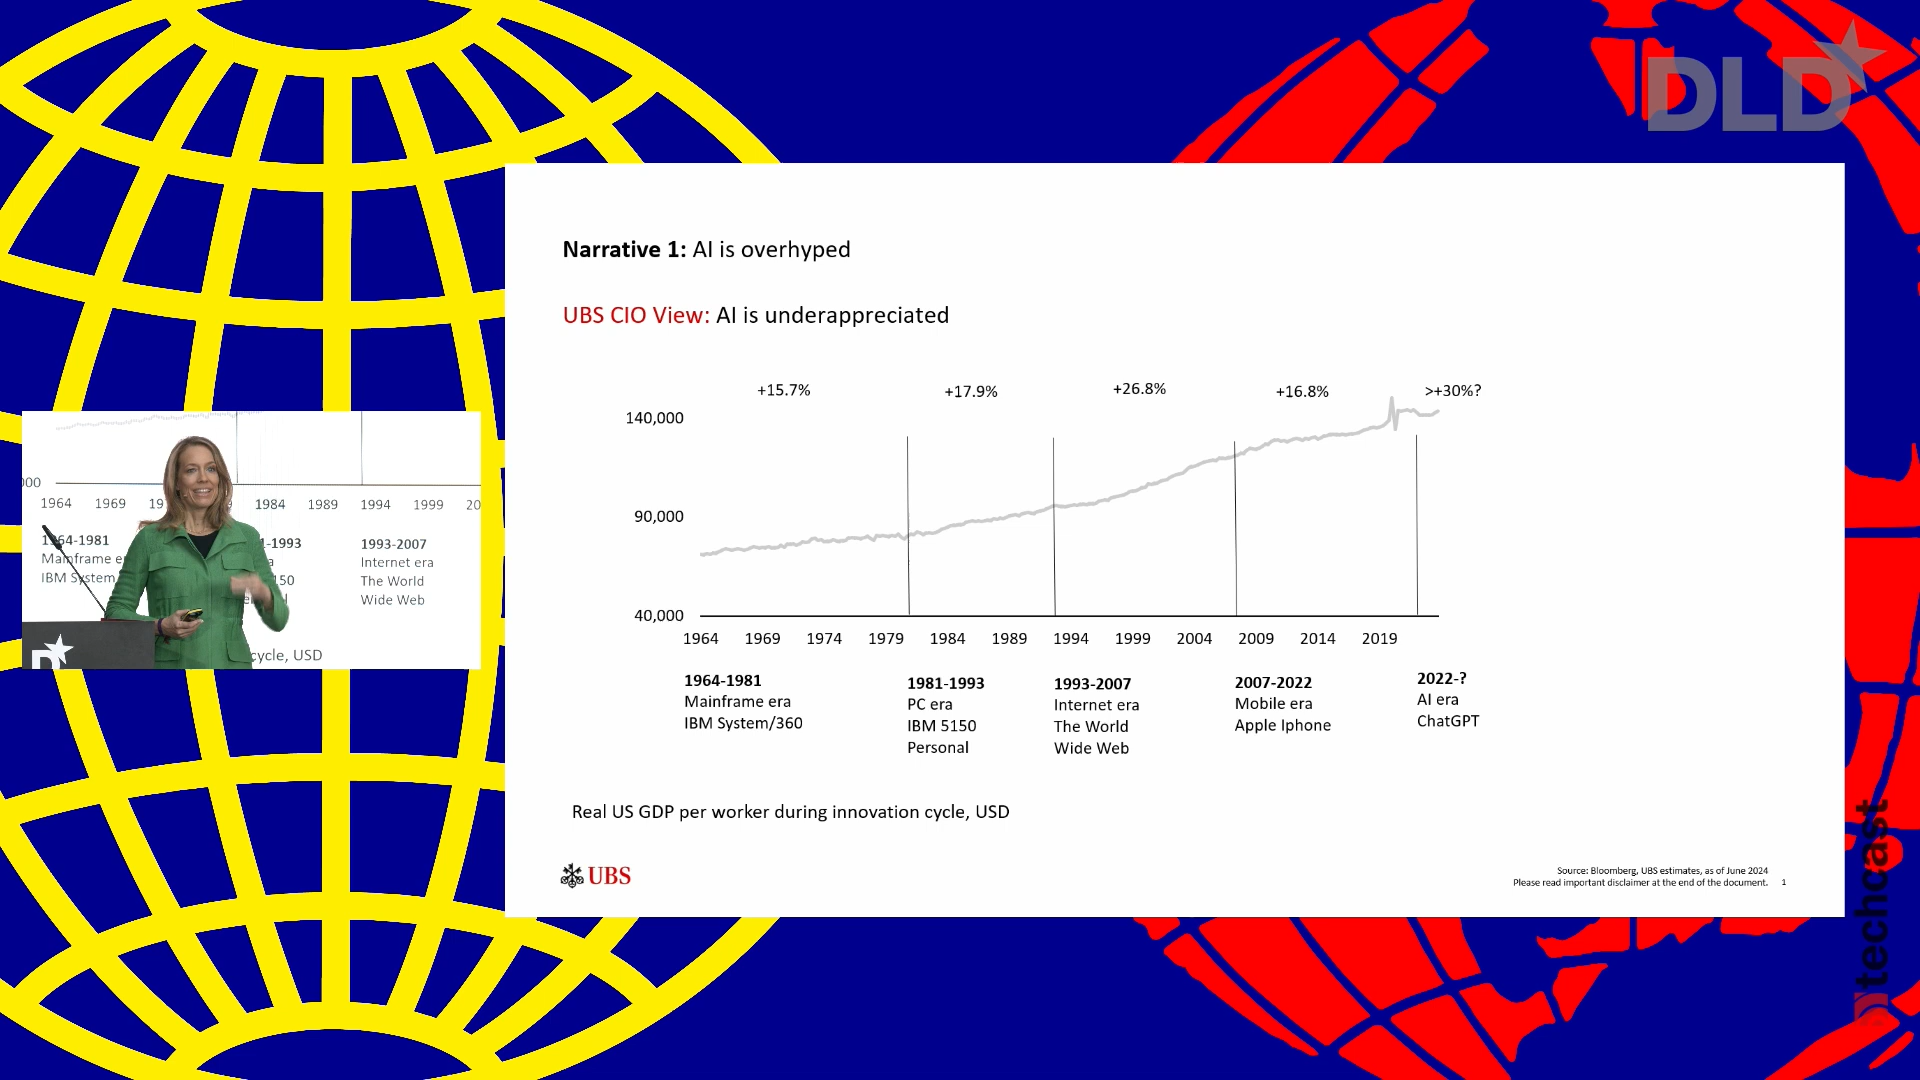 DLD
Narrative 1: AI is overhyped
UBS CIO View: AI is underappreciated
+15.7% +17.9% +26.8% +16.8% >+30%?
140,000
90,000
40,000
1964 1969 1974 1979 1984 1989 1994 1999 2004 2009 2014 2019
1964-1981
Mainframe era
IBM System/360
1981-1993
PC era
IBM 5150
Personal
1993-2007
Internet era
The World
Wide Web
2007-2022
Mobile era
Apple Iphone
2022-?
AI era
ChatGPT
Real US GDP per worker during innovation cycle, USD
UBS
Source: Bloomberg, UBS estimates, as of June 2024
Please read important disclaimer at the end of the document. 1
1964 1969 1984 1989 1994 1999 20
1964-1981
Mainframe
IBM System
-1993
150
1993-2007
Internet era
The World
Wide Web
cycle, USD
D
techcast